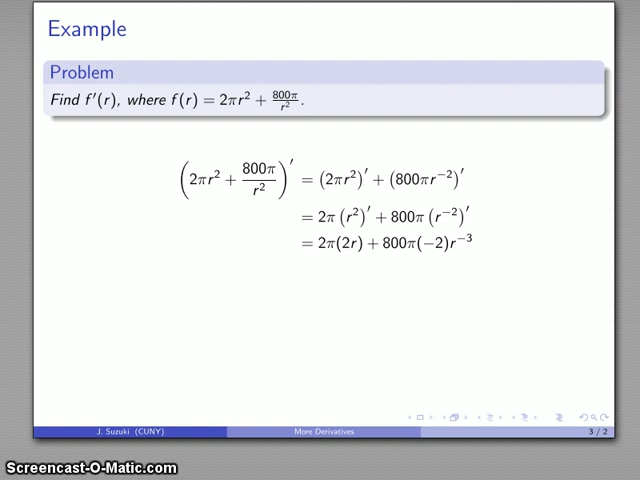 Example
Problem
Find f′(r), where f(r) = 2πr² + 800π/r².
(2πr² + 800π/r²)′ = (2πr²)′ + (800πr⁻²)′
= 2π(r²)′ + 800π(r⁻²)′
= 2π(2r) + 800π(−2)r⁻³
J. Suzuki (CUNY) More Derivatives 3 / 2
Screencast-O-Matic.com